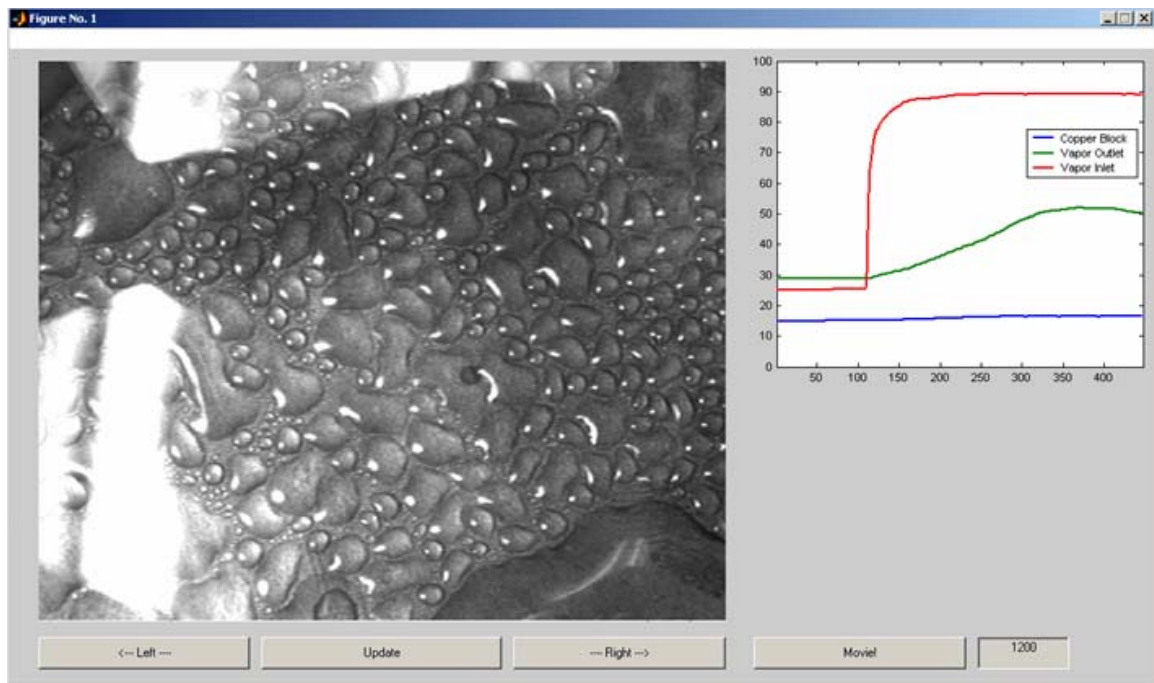 Figure No. 1
100
90
80
70
60
50
40
30
20
10
0
50 100 150 200 250 300 350 400
Copper Block
Vapor Outlet
Vapor Inlet
<--- Left ----
Update
---- Right --->
Movie!
1200